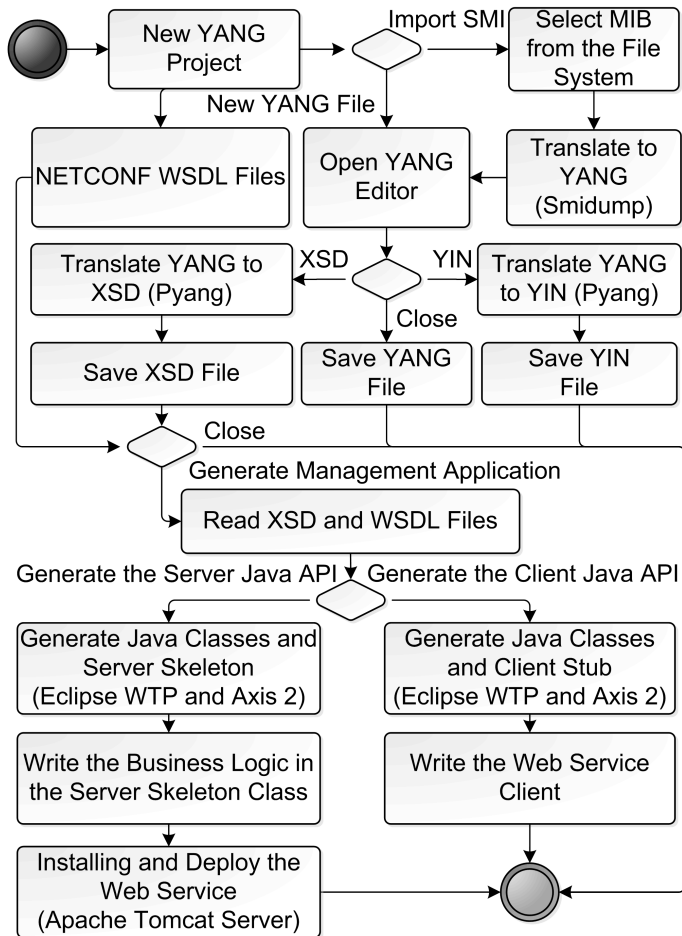 New YANG
Project
Import SMI
Select MIB
from the File
System
New YANG File
NETCONF WSDL Files
Open YANG
Editor
Translate to
YANG
(Smidump)
Translate YANG to
XSD (Pyang)
XSD
YIN
Translate YANG
to YIN (Pyang)
Close
Save XSD File
Save YANG
File
Save YIN
File
Close
Generate Management Application
Read XSD and WSDL Files
Generate the Server Java API
Generate the Client Java API
Generate Java Classes and
Server Skeleton
(Eclipse WTP and Axis 2)
Generate Java Classes
and Client Stub
(Eclipse WTP and Axis 2)
Write the Business Logic in
the Server Skeleton Class
Write the Web Service
Client
Installing and Deploy the
Web Service
(Apache Tomcat Server)